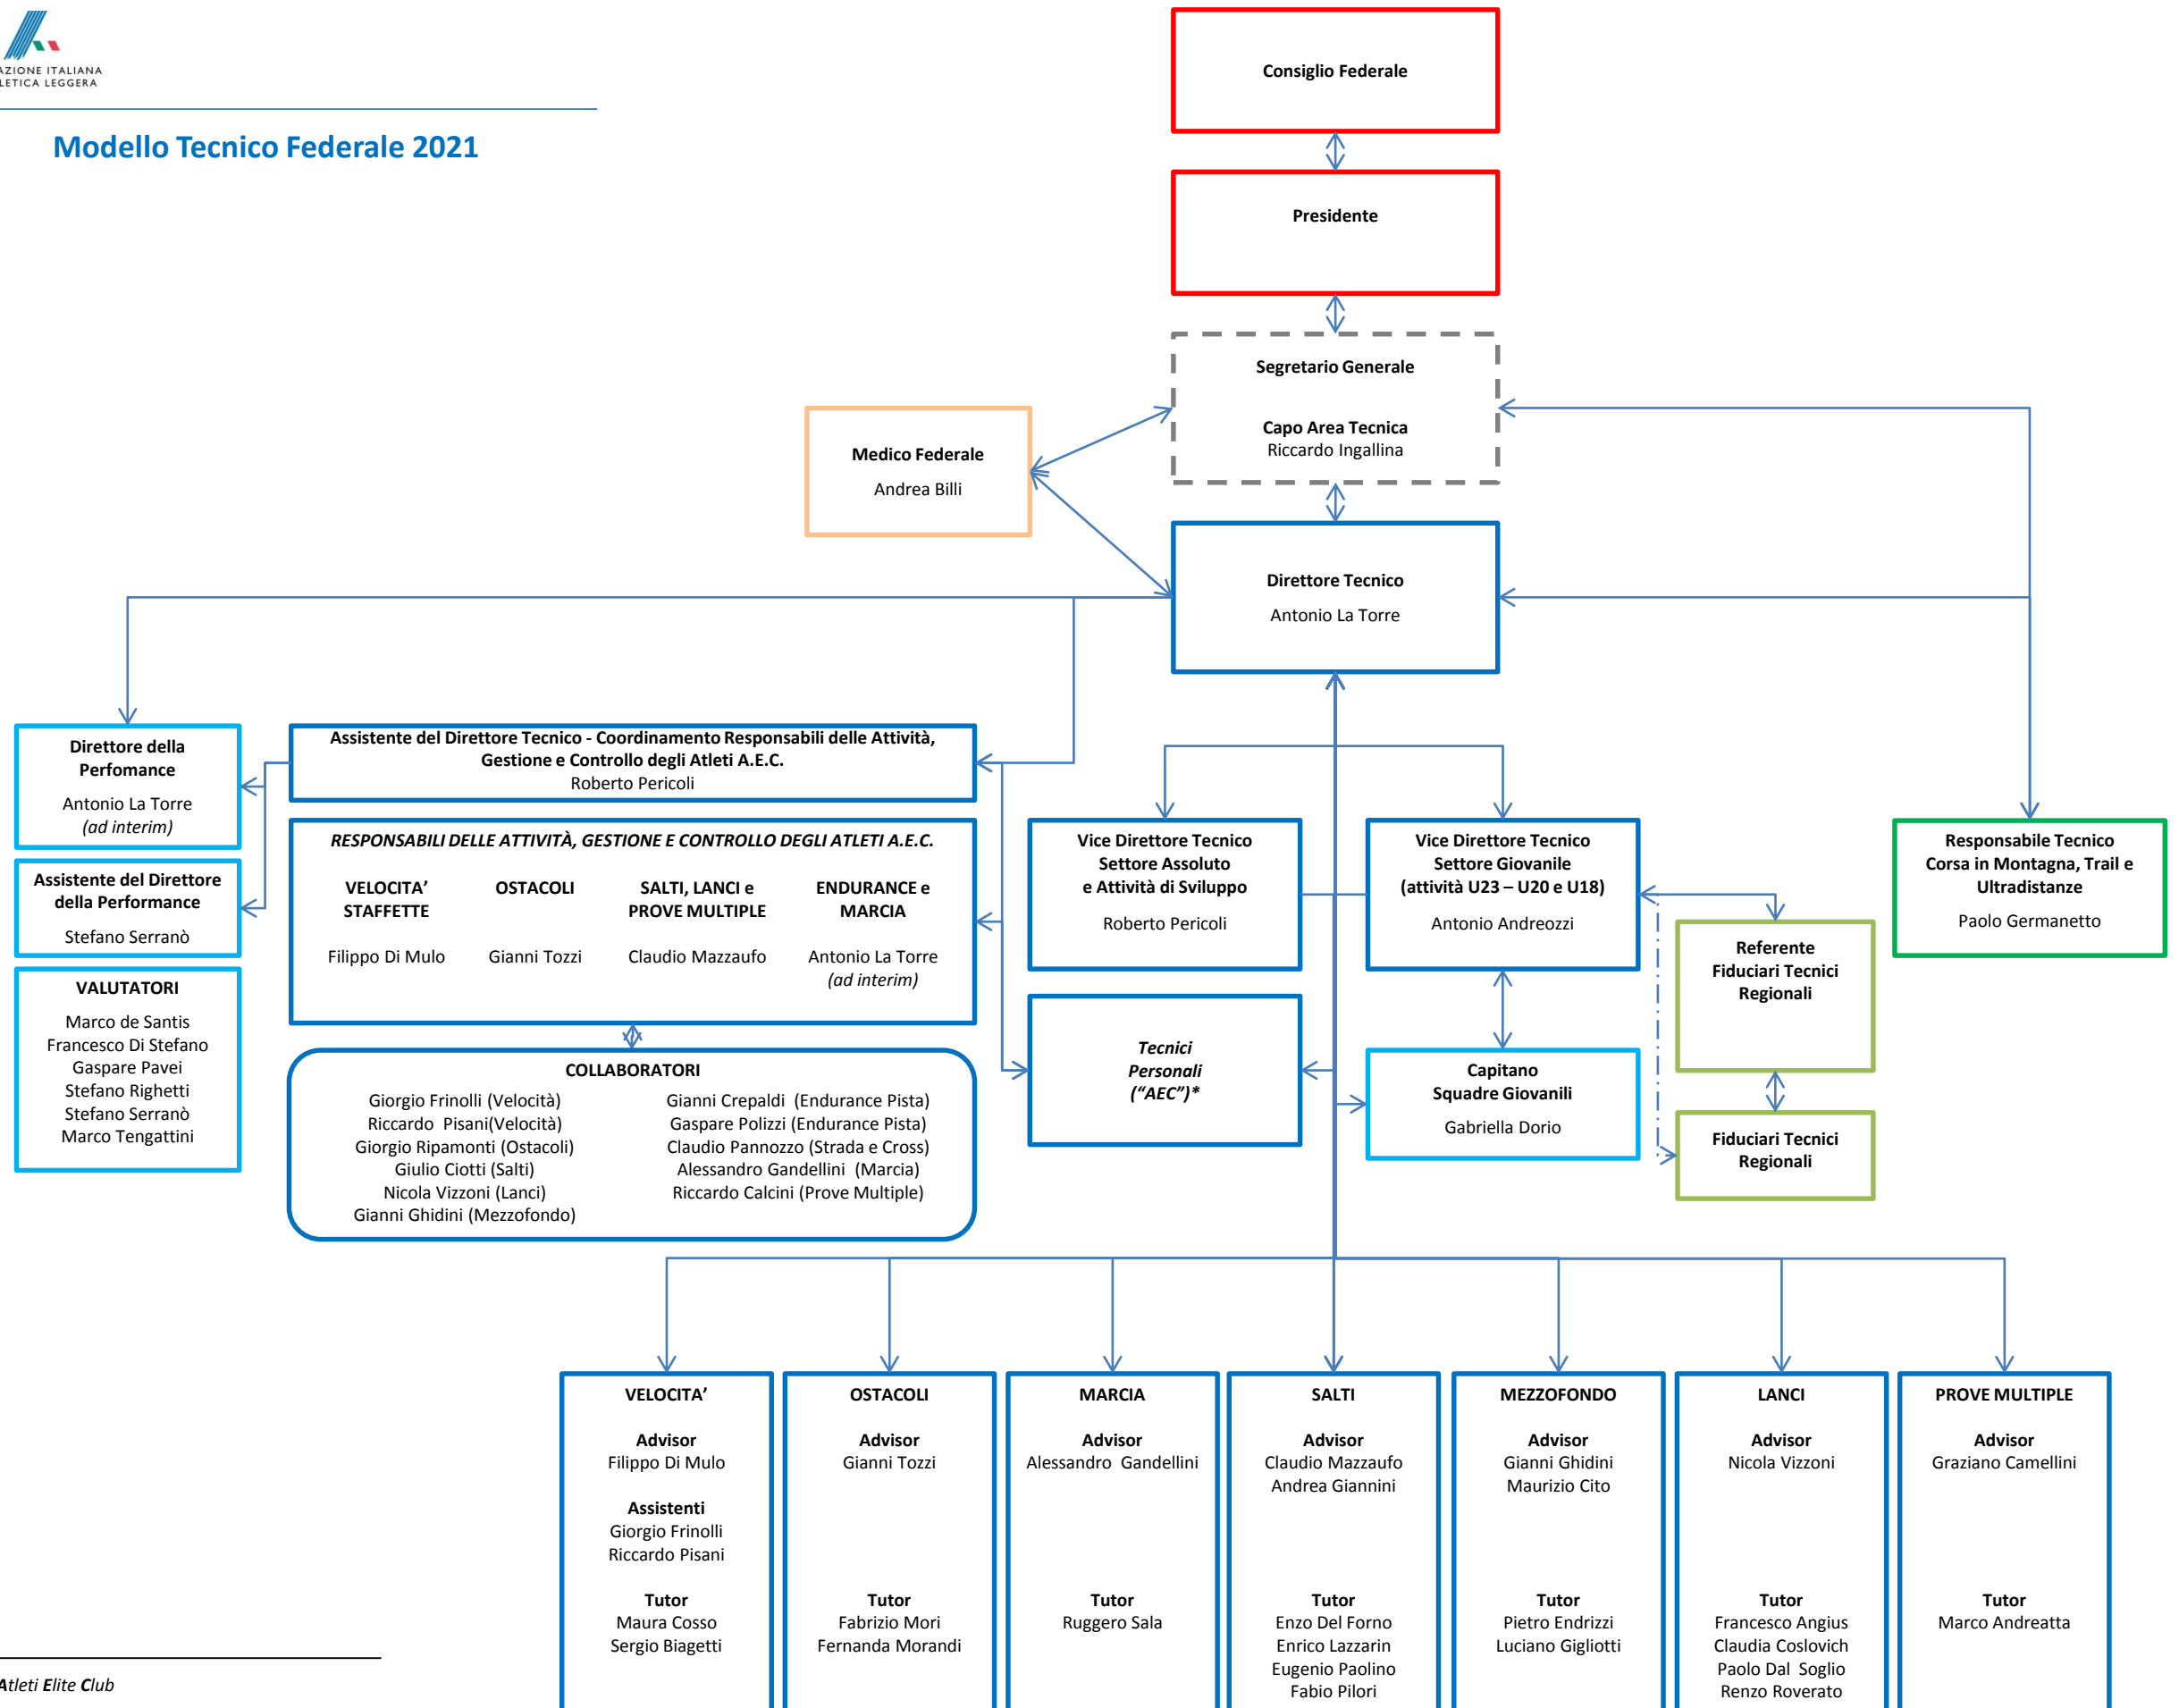 AZIONE ITALIANA
LETICA LEGGERA
Modello Tecnico Federale 2021
Consiglio Federale
Presidente
Segretario Generale
Capo Area Tecnica
Riccardo Ingallina
Medico Federale
Andrea Billi
Direttore Tecnico
Antonio La Torre
Direttore della
Perfomance
Antonio La Torre
(ad interim)
Assistente del Direttore
della Performance
Stefano Serranò
VALUTATORI
Marco de Santis
Francesco Di Stefano
Gaspare Pavei
Stefano Righetti
Stefano Serranò
Marco Tengattini
Assistente del Direttore Tecnico - Coordinamento Responsabili delle Attività,
Gestione e Controllo degli Atleti A.E.C.
Roberto Pericoli
RESPONSABILI DELLE ATTIVITÀ, GESTIONE E CONTROLLO DEGLI ATLETI A.E.C.
VELOCITA’
STAFFETTE
Filippo Di Mulo
OSTACOLI
Gianni Tozzi
SALTI, LANCI e
PROVE MULTIPLE
Claudio Mazzaufo
ENDURANCE e
MARCIA
Antonio La Torre
(ad interim)
COLLABORATORI
Giorgio Frinolli (Velocità)
Riccardo Pisani(Velocità)
Giorgio Ripamonti (Ostacoli)
Giulio Ciotti (Salti)
Nicola Vizzoni (Lanci)
Gianni Ghidini (Mezzofondo)
Gianni Crepaldi (Endurance Pista)
Gaspare Polizzi (Endurance Pista)
Claudio Pannozzo (Strada e Cross)
Alessandro Gandellini (Marcia)
Riccardo Calcini (Prove Multiple)
Vice Direttore Tecnico
Settore Assoluto
e Attività di Sviluppo
Roberto Pericoli
Tecnici
Personali
(“AEC”)*
Vice Direttore Tecnico
Settore Giovanile
(attività U23 – U20 e U18)
Antonio Andreozzi
Capitano
Squadre Giovanili
Gabriella Dorio
Referente
Fiduciari Tecnici
Regionali
Fiduciari Tecnici
Regionali
Responsabile Tecnico
Corsa in Montagna, Trail e
Ultradistanze
Paolo Germanetto
VELOCITA’
Advisor
Filippo Di Mulo
Assistenti
Giorgio Frinolli
Riccardo Pisani
Tutor
Maura Cosso
Sergio Biagetti
OSTACOLI
Advisor
Gianni Tozzi
Tutor
Fabrizio Mori
Fernanda Morandi
MARCIA
Advisor
Alessandro Gandellini
Tutor
Ruggero Sala
SALTI
Advisor
Claudio Mazzaufo
Andrea Giannini
Tutor
Enzo Del Forno
Enrico Lazzarin
Eugenio Paolino
Fabio Pilori
MEZZOFONDO
Advisor
Gianni Ghidini
Maurizio Cito
Tutor
Pietro Endrizzi
Luciano Gigliotti
LANCI
Advisor
Nicola Vizzoni
Tutor
Francesco Angius
Claudia Coslovich
Paolo Dal Soglio
Renzo Roverato
PROVE MULTIPLE
Advisor
Graziano Camellini
Tutor
Marco Andreatta
Atleti Elite Club